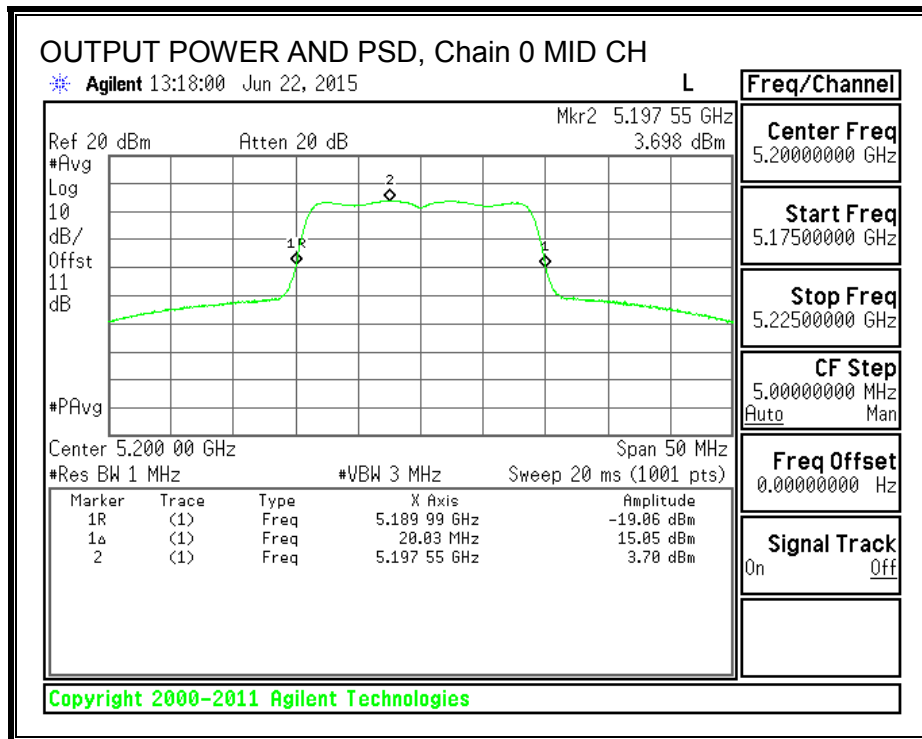 OUTPUT POWER AND PSD, Chain 0 MID CH
Agilent 13:18:00 Jun 22, 2015 L
Mkr2 5.197 55 GHz
Ref 20 dBm Atten 20 dB 3.698 dBm
#Avg
Log
10
dB/
Offst
11
dB
#PAvg
2
1R
1
Center 5.200 00 GHz Span 50 MHz
#Res BW 1 MHz #VBW 3 MHz Sweep 20 ms (1001 pts)
Marker Trace Type X Axis Amplitude
1R (1) Freq 5.189 99 GHz -19.06 dBm
1Δ (1) Freq 20.03 MHz 15.05 dBm
2 (1) Freq 5.197 55 GHz 3.70 dBm
Copyright 2000-2011 Agilent Technologies
Freq/Channel
Center Freq
5.20000000 GHz
Start Freq
5.17500000 GHz
Stop Freq
5.22500000 GHz
CF Step
5.00000000 MHz
Auto Man
Freq Offset
0.00000000 Hz
Signal Track
On Off